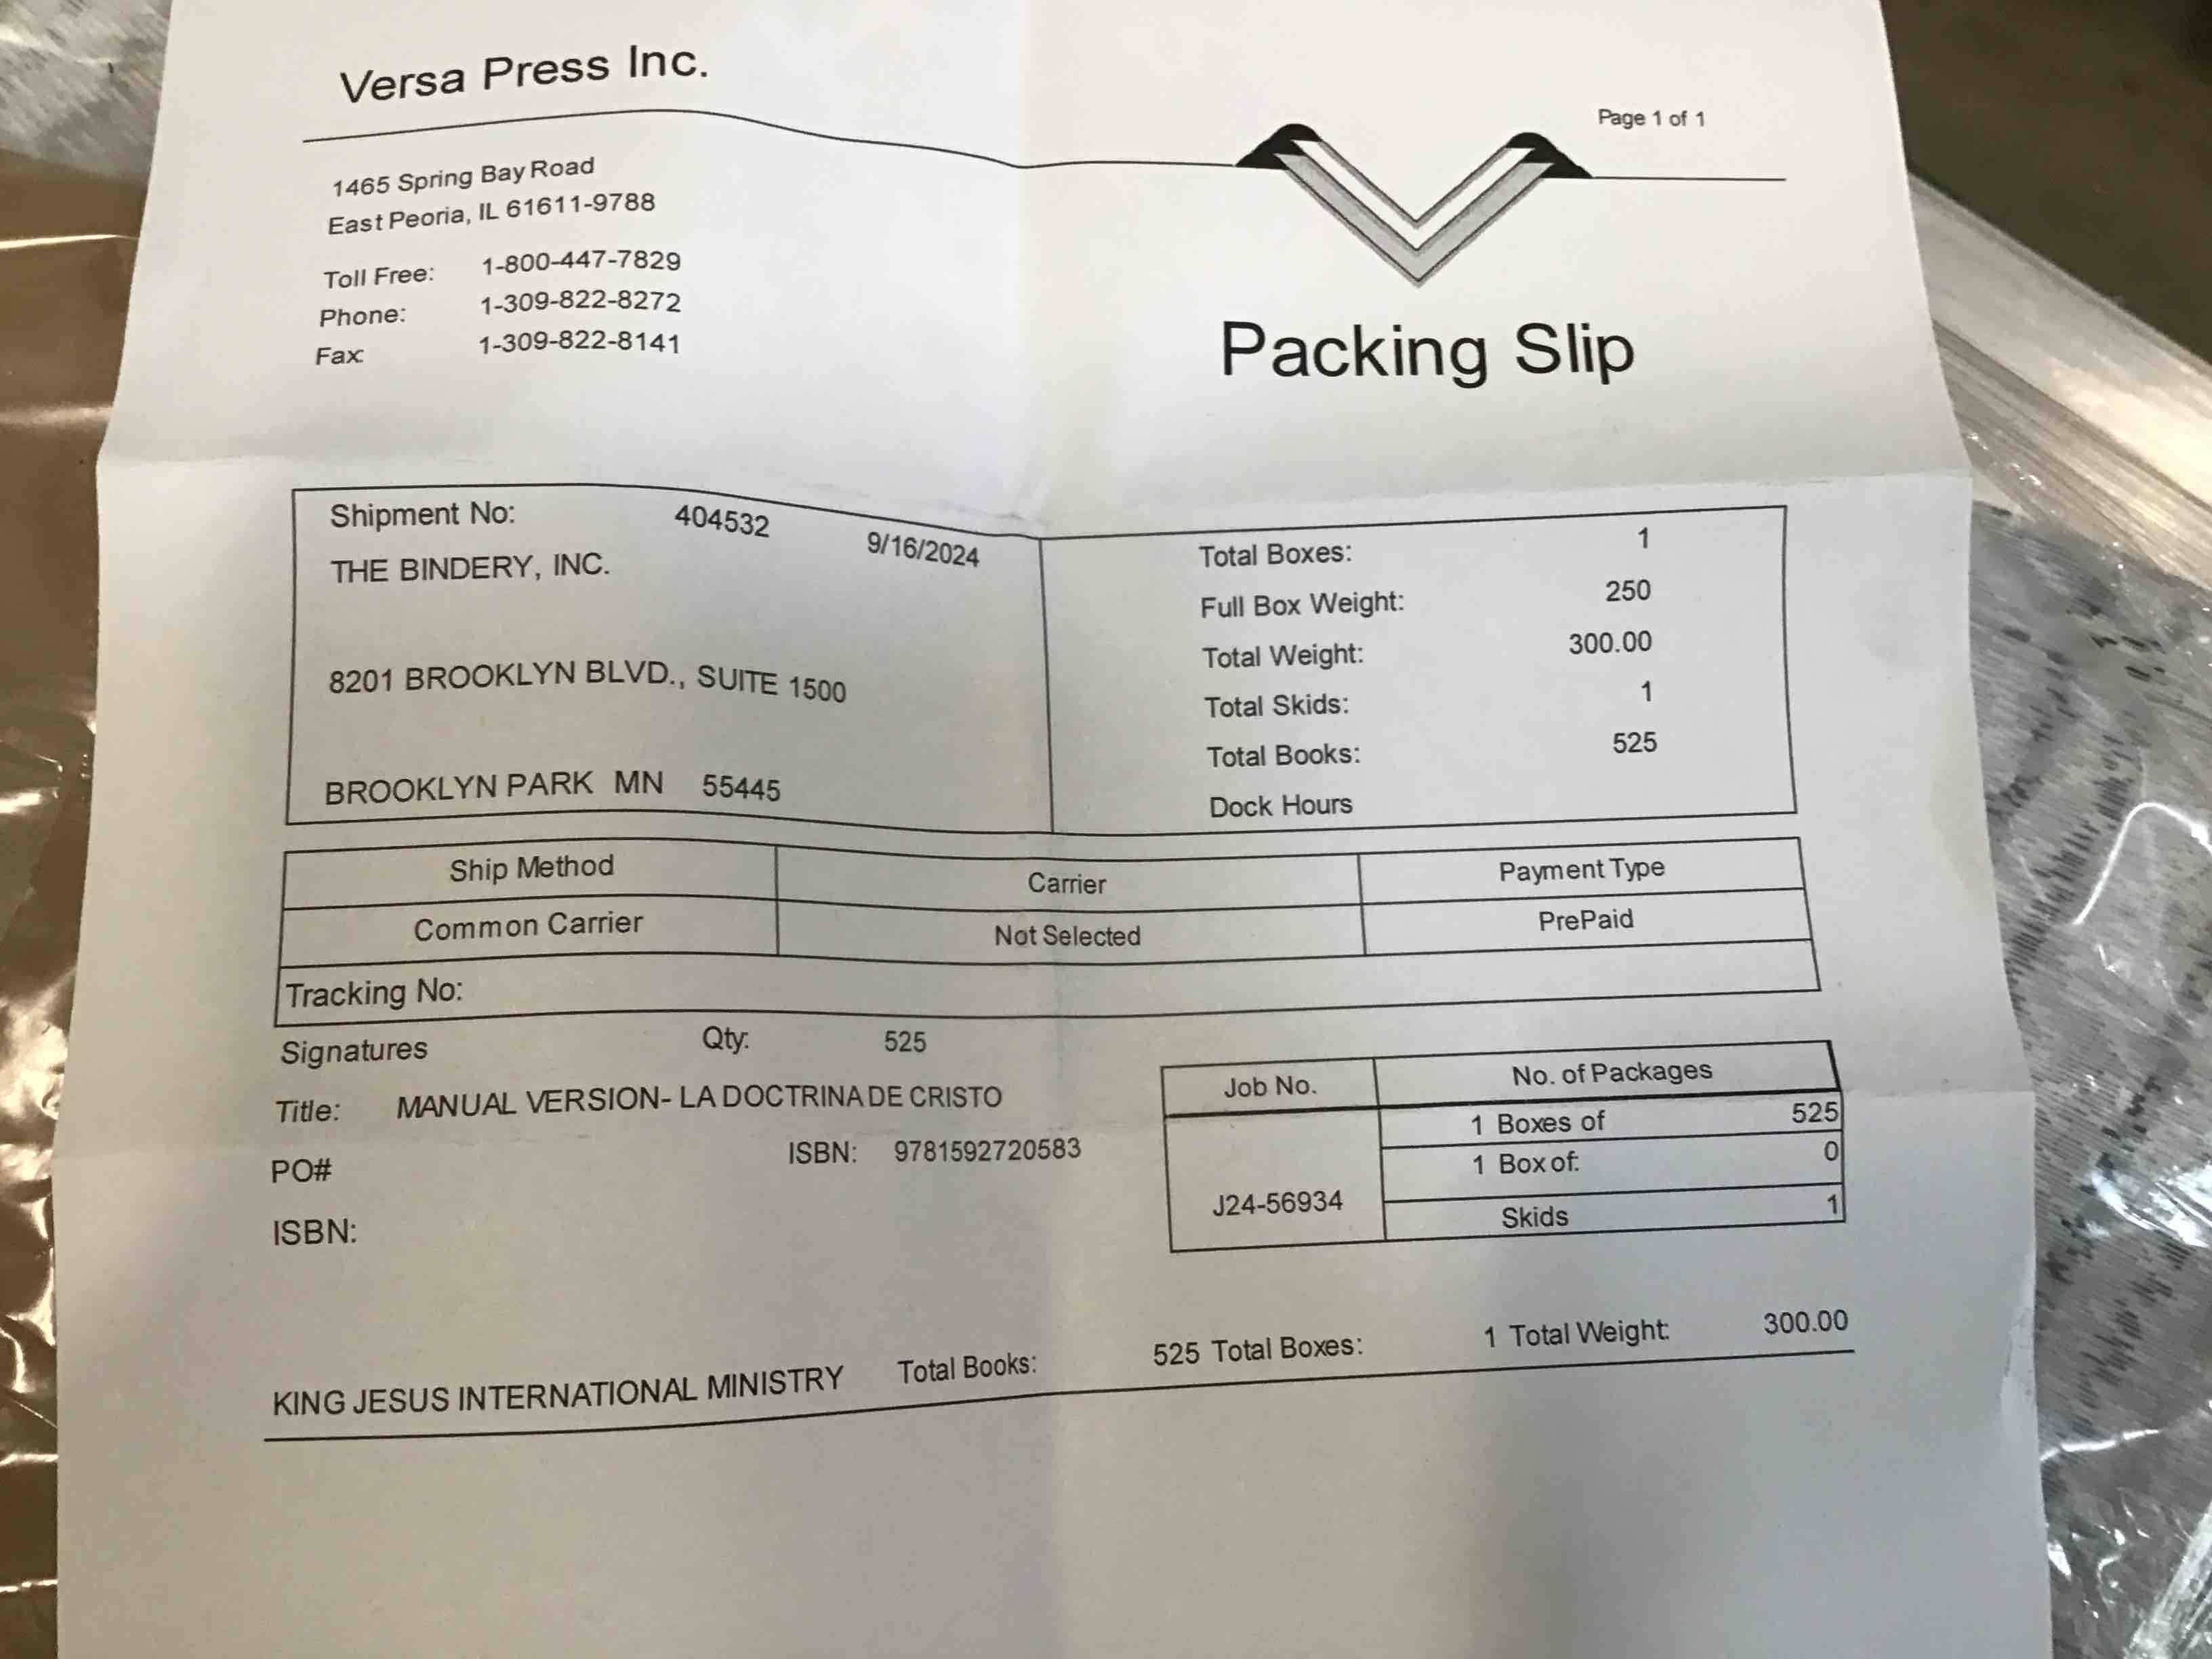 Versa Press Inc.
Page 1 of 1
1465 Spring Bay Road
East Peoria, IL 61611-9788
Toll Free: 1-800-447-7829
Phone: 1-309-822-8272
Fax: 1-309-822-8141
Packing Slip
Shipment No: 404532 9/16/2024
THE BINDERY, INC.
8201 BROOKLYN BLVD., SUITE 1500
BROOKLYN PARK MN 55445
Total Boxes: 1
Full Box Weight: 250
Total Weight: 300.00
Total Skids: 1
Total Books: 525
Dock Hours
Ship Method Carrier Payment Type
Common Carrier Not Selected PrePaid
Tracking No:
Signatures Qty: 525
Title: MANUAL VERSION- LA DOCTRINA DE CRISTO
PO# ISBN: 9781592720583
ISBN:
Job No. No. of Packages
1 Boxes of 525
1 Box of: 0
J24-56934
Skids 1
KING JESUS INTERNATIONAL MINISTRY Total Books: 525 Total Boxes: 1 Total Weight: 300.00